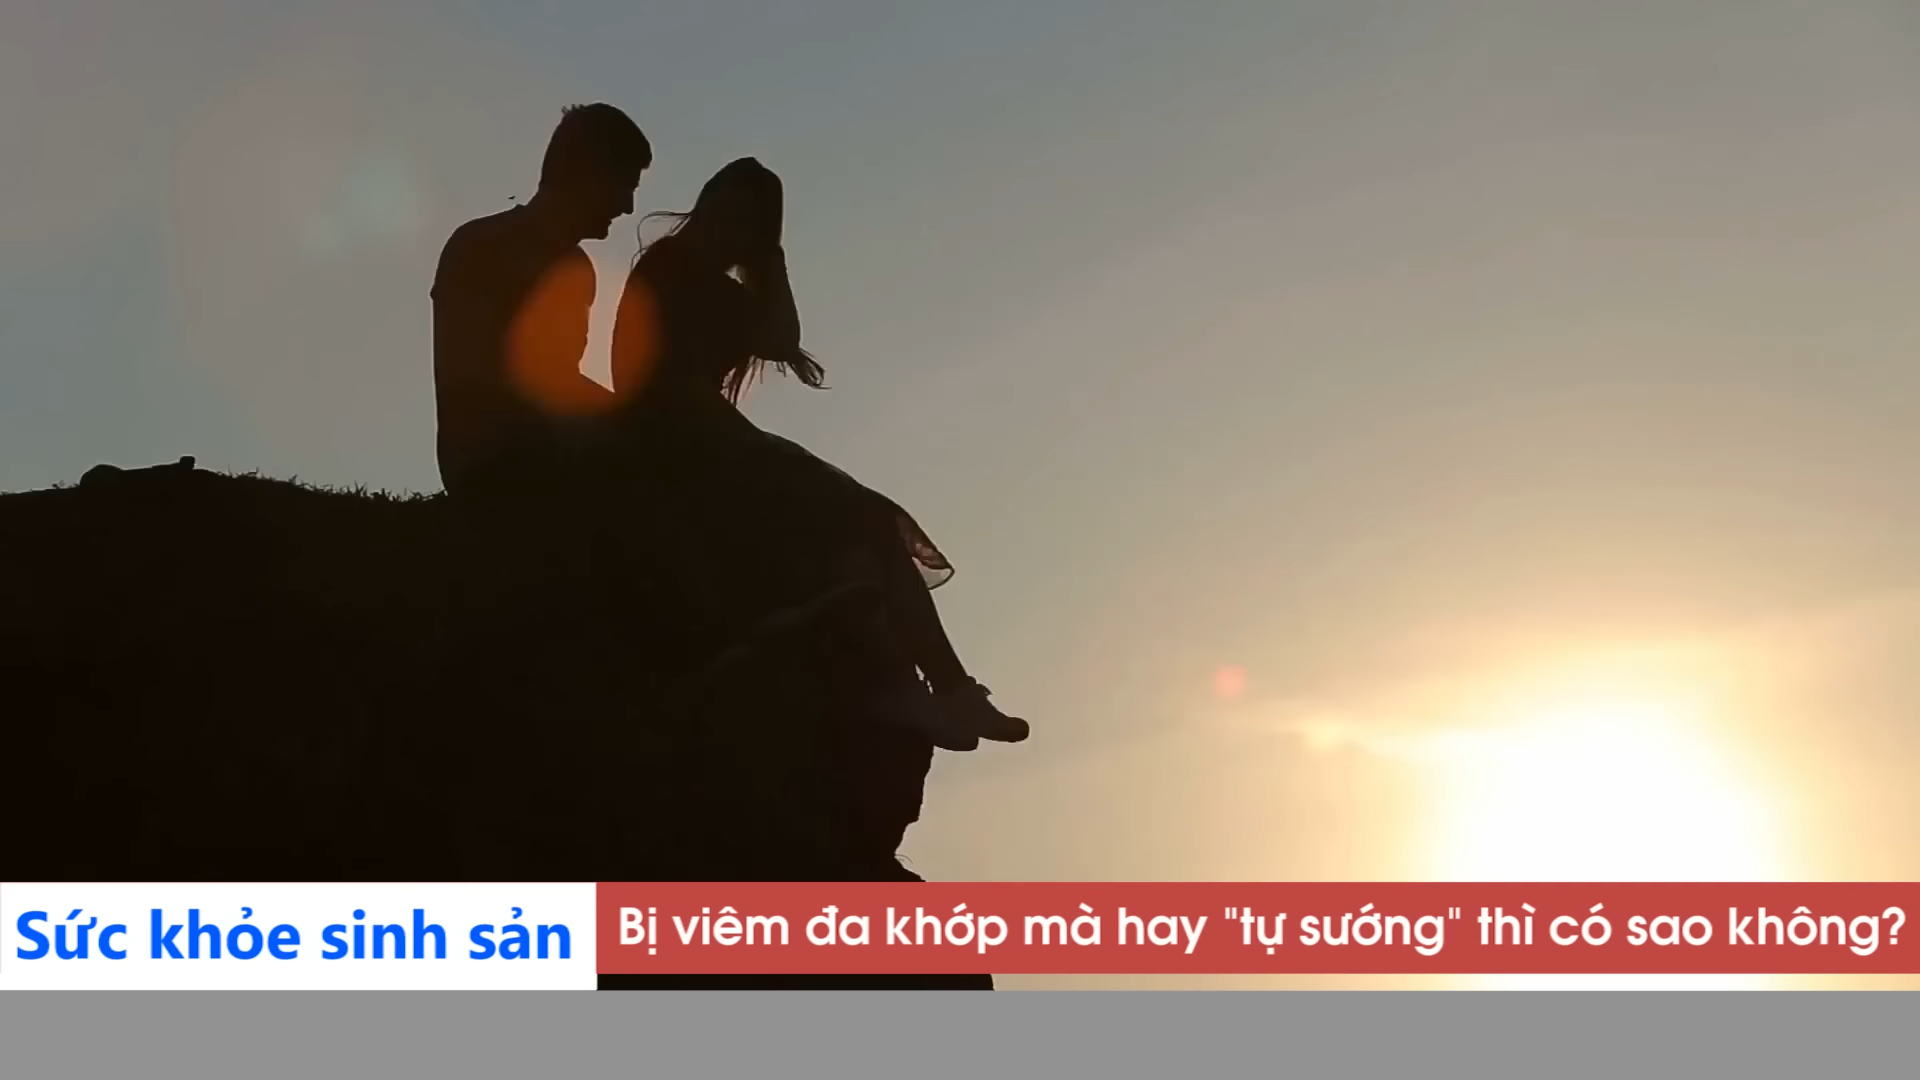 Sức khỏe sinh sản
Bị viêm đa khớp mà hay "tự sướng" thì có sao không?